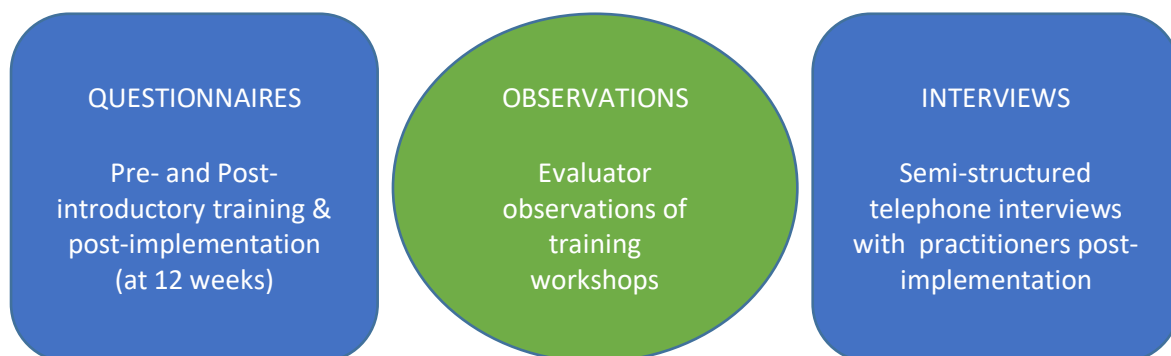 QUESTIONNAIRES
Pre- and Post-
introductory training &
post-implementation
(at 12 weeks)
OBSERVATIONS
Evaluator
observations of
training
workshops
INTERVIEWS
Semi-structured
telephone interviews
with  practitioners post-
implementation